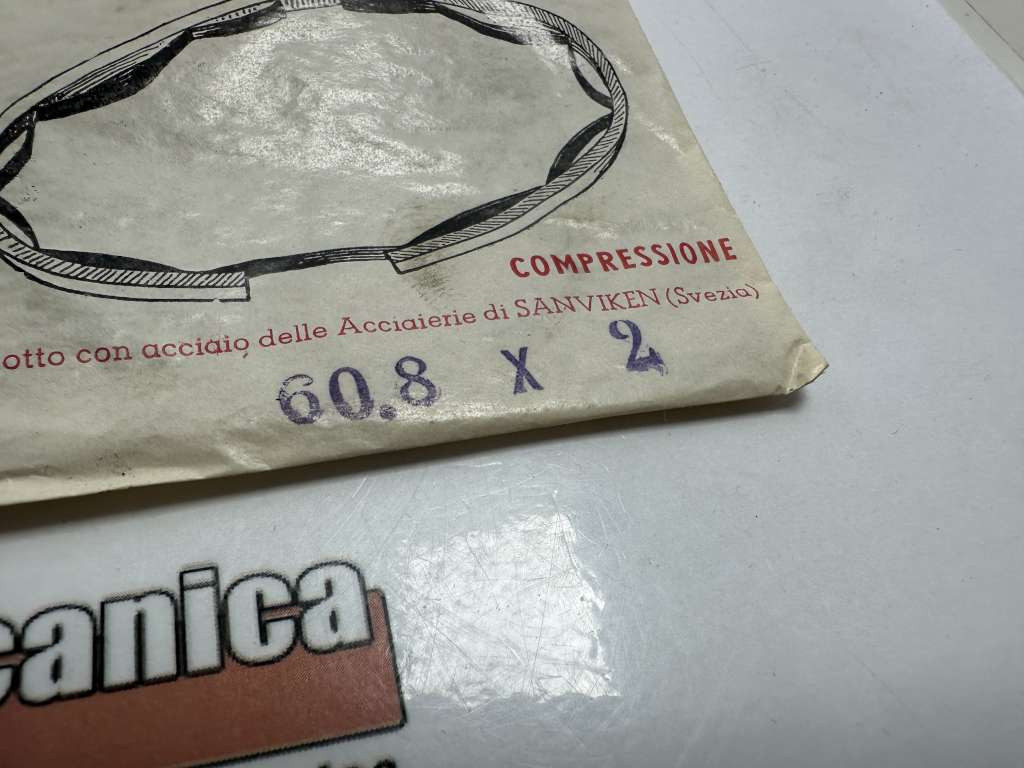 COMPRESSIONE
otto con acciaio delle Acciaierie di SANVIKEN (Svezia)
60.8 X 2
canica